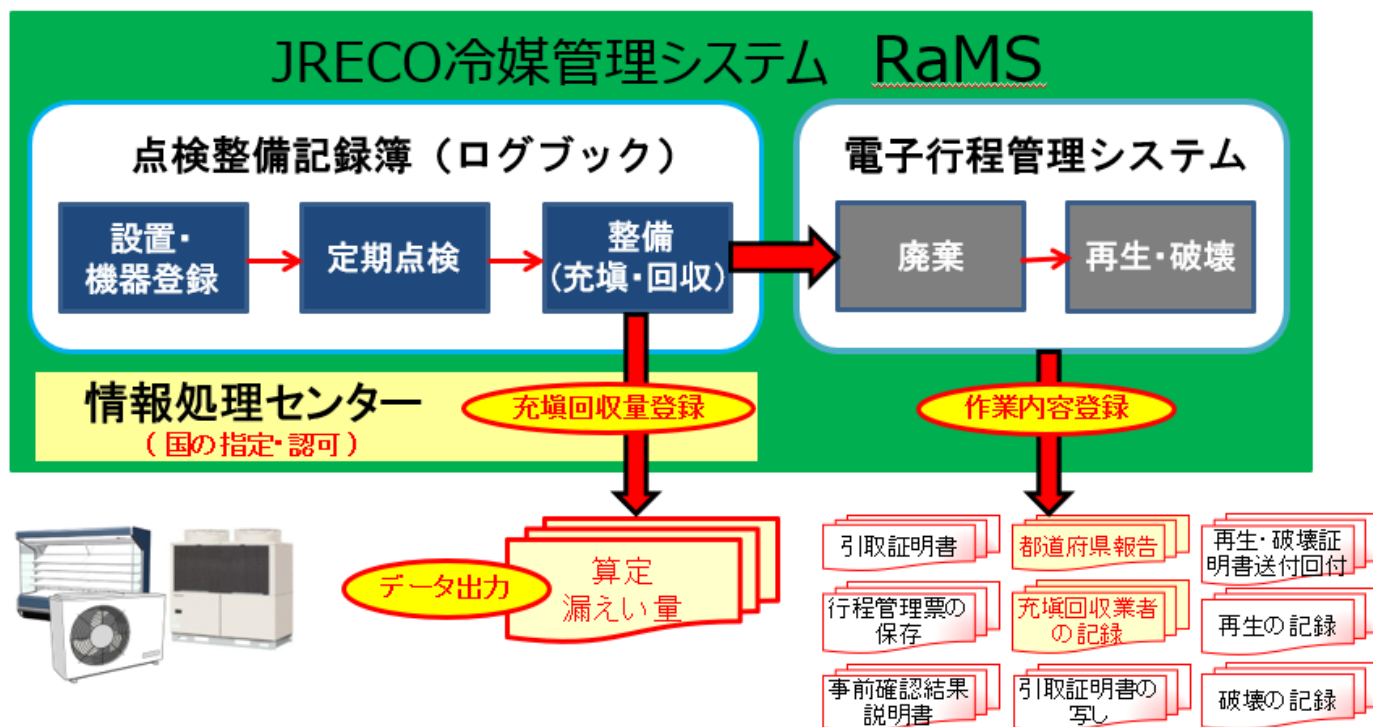 JRECO冷媒管理システム RaMS
点検整備記録簿（ログブック）
設置・
機器登録
定期点検
整備
(充塡・回収)
電子行程管理システム
廃棄
再生・破壊
情報処理センター
（国の指定・認可）
充塡回収量登録
作業内容登録
データ出力
算定
漏えい量
引取証明書
都道府県報告
再生・破壊証
明書送付回付
行程管理票の
保存
充塡回収業者
の記録
再生の記録
事前確認結果
説明書
引取証明書の
写し
破壊の記録